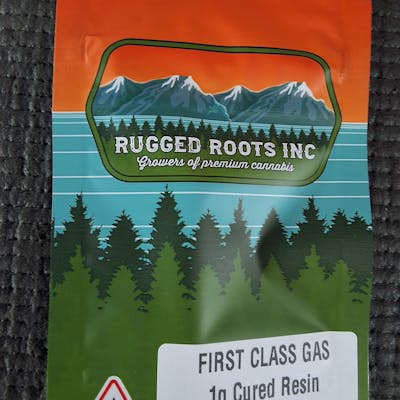 RUGGED ROOTS INC
Growers of premium cannabis
FIRST CLASS GAS
1g Cured Resin